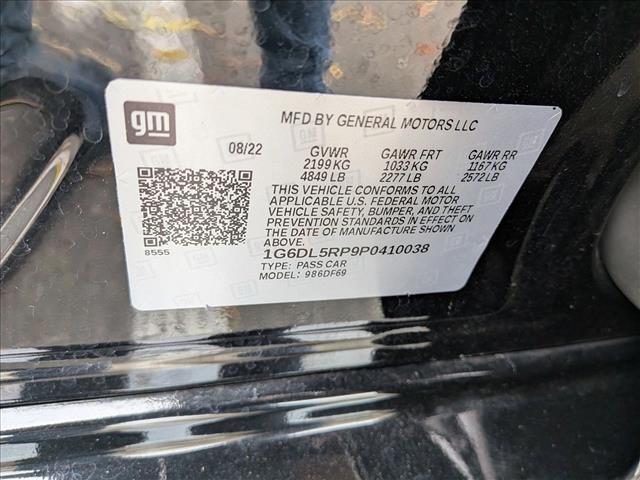 gm
MFD BY GENERAL MOTORS LLC
08/22 GVWR GAWR FRT GAWR RR
2199 KG 1033 KG 1167 KG
4849 LB 2277 LB 2572 LB
THIS VEHICLE CONFORMS TO ALL
APPLICABLE U.S. FEDERAL MOTOR
VEHICLE SAFETY, BUMPER, AND THEFT
PREVENTION STANDARDS IN EFFECT ON
THE DATE OF MANUFACTURE SHOWN
ABOVE.
8555
1G6DL5RP9P0410038
TYPE: PASS CAR
MODEL: 986DF69